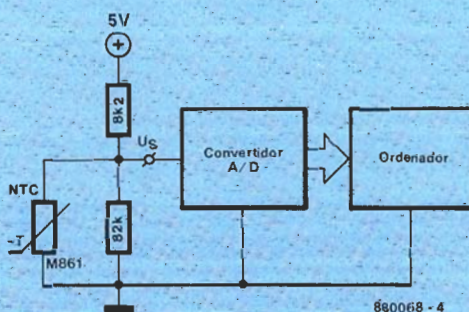 5V
+
8k2
US
Convertidor
A/D
Ordenador
NTC
82k
-T
M861
880068 - 4